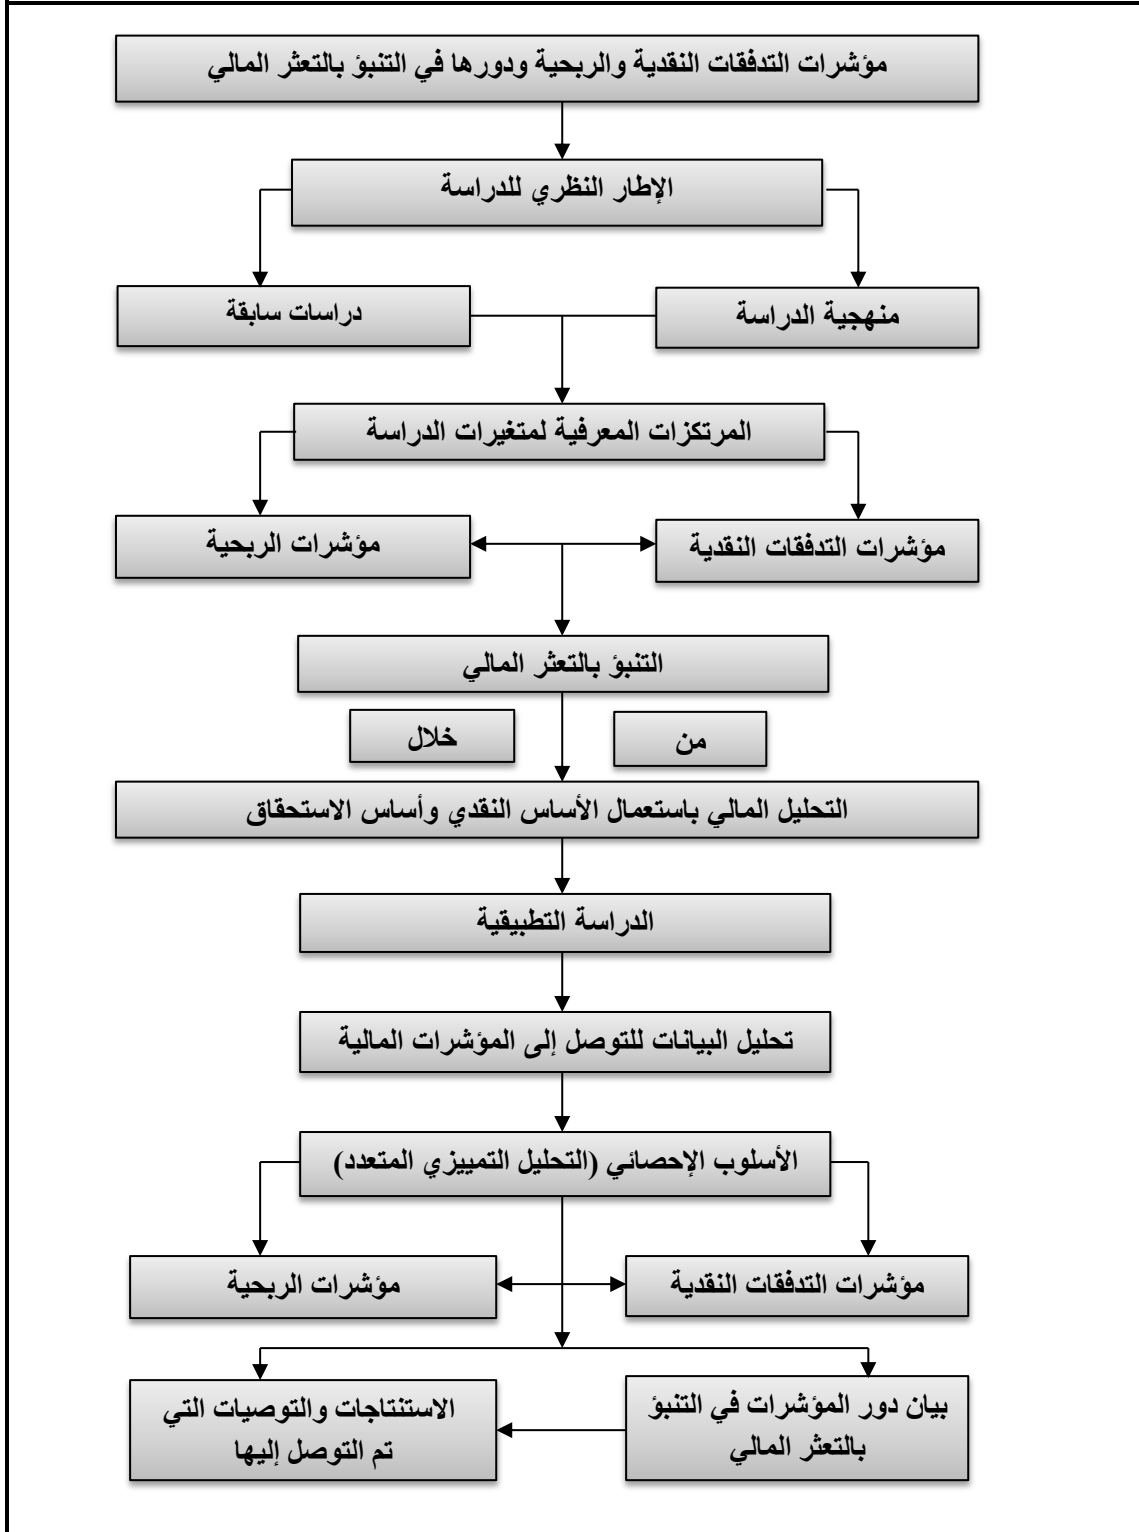 مؤشرات التدفقات النقدية والربحية ودورها في التنبؤ بالتعثر المالي
الإطار النظري للدراسة
منهجية الدراسة
دراسات سابقة
المرتكزات المعرفية لمتغيرات الدراسة
مؤشرات التدفقات النقدية
مؤشرات الربحية
التنبؤ بالتعثر المالي
من
خلال
التحليل المالي باستعمال الأساس النقدي وأساس الاستحقاق
الدراسة التطبيقية
تحليل البيانات للتوصل إلى المؤشرات المالية
الأسلوب الإحصائي (التحليل التمييزي المتعدد)
مؤشرات التدفقات النقدية
مؤشرات الربحية
بيان دور المؤشرات في التنبؤ
بالتعثر المالي
الاستنتاجات والتوصيات التي
تم التوصل إليها